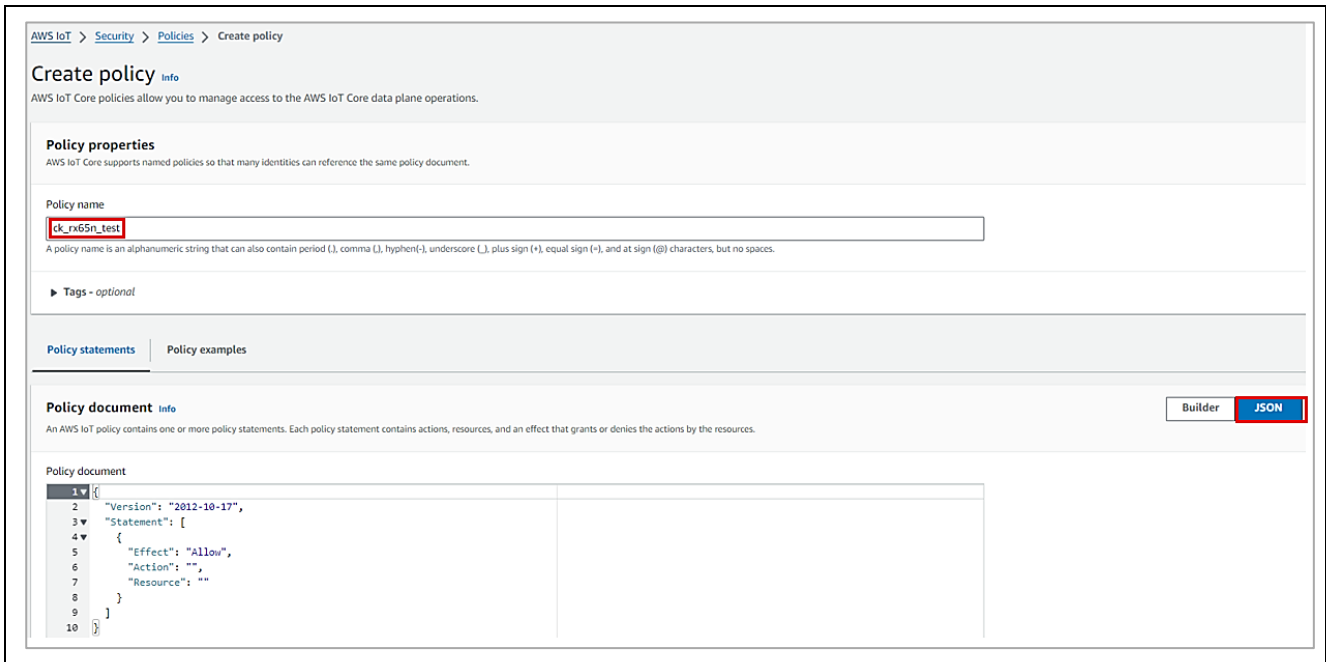 AWS IoT > Security > Policies > Create policy
Create policy Info
AWS IoT Core policies allow you to manage access to the AWS IoT Core data plane operations.
Policy properties
AWS IoT Core supports named policies so that many identities can reference the same policy document.
Policy name
ck_rx65n_test
A policy name is an alphanumeric string that can also contain period (.), comma (,), hyphen(-), underscore (_), plus sign (+), equal sign (=), and at sign (@) characters, but no spaces.
▶ Tags - optional
Policy statements Policy examples
Policy document Info Builder JSON
An AWS IoT policy contains one or more policy statements. Each policy statement contains actions, resources, and an effect that grants or denies the actions by the resources.
Policy document
1 ▼ {
2 "Version": "2012-10-17",
3 ▼ "Statement": [
4 ▼ {
5 "Effect": "Allow",
6 "Action": "",
7 "Resource": ""
8 }
9 ]
10 }